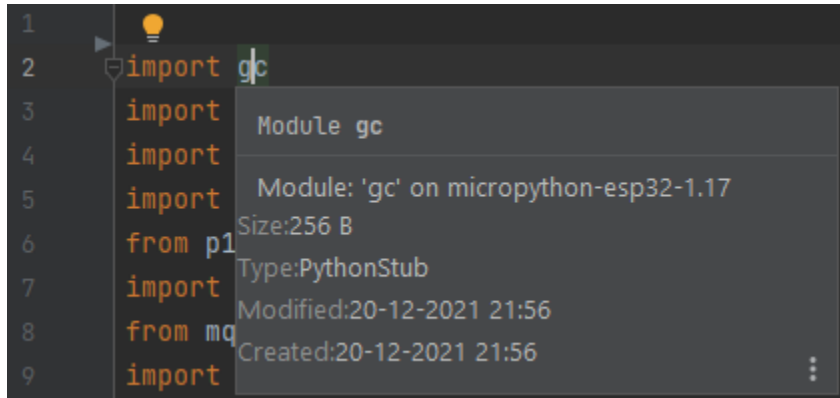 1
2 import gc
3 import
4 import
5 import
6 from p1
7 import
8 from mq
9 import
Module gc
Module: 'gc' on micropython-esp32-1.17
Size:256 B
Type:PythonStub
Modified:20-12-2021 21:56
Created:20-12-2021 21:56